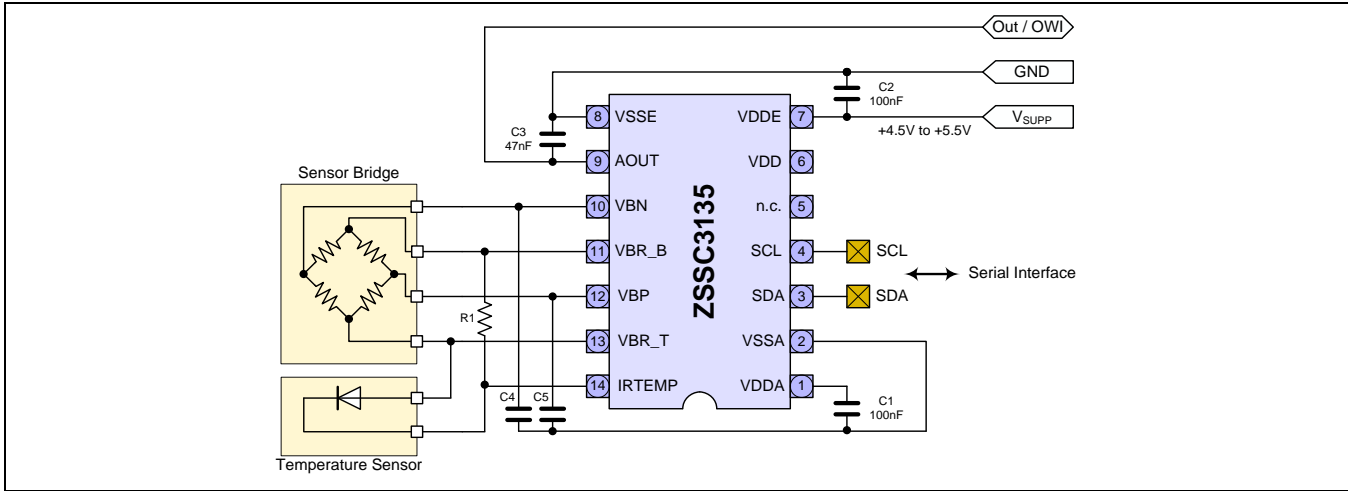 Out / OWI
GND
C2
100nF
VSUPP
+4.5V to +5.5V
C3
47nF
8 VSSE
VDDE 7
9 AOUT
VDD 6
10 VBN
n.c. 5
11 VBR_B
SCL 4
SCL
12 VBP
SDA 3
SDA
Serial Interface
13 VBR_T
VSSA 2
14 IRTEMP
VDDA 1
ZSSC3135
Sensor Bridge
R1
C4
C5
C1
100nF
Temperature Sensor